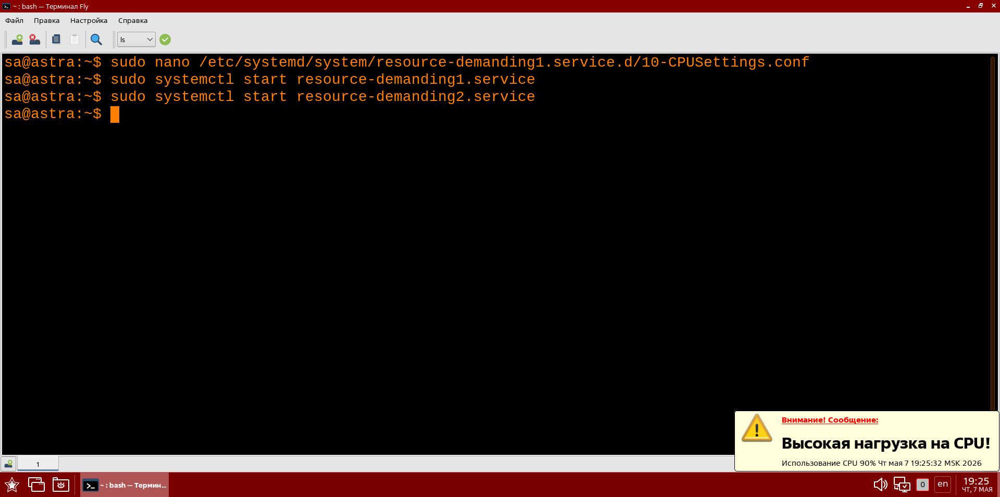 ~ : bash — Терминал Fly
Файл Правка Настройка Справка
ls
sa@astra:~$ sudo nano /etc/systemd/system/resource-demanding1.service.d/10-CPUSettings.conf
sa@astra:~$ sudo systemctl start resource-demanding1.service
sa@astra:~$ sudo systemctl start resource-demanding2.service
sa@astra:~$
Внимание! Сообщение:
Высокая нагрузка на CPU!
Использование CPU 90% Чт мая 7 19:25:32 MSK 2026
1
~ : bash — Термин...
0
en
19:25
ЧТ, 7 МАЯ